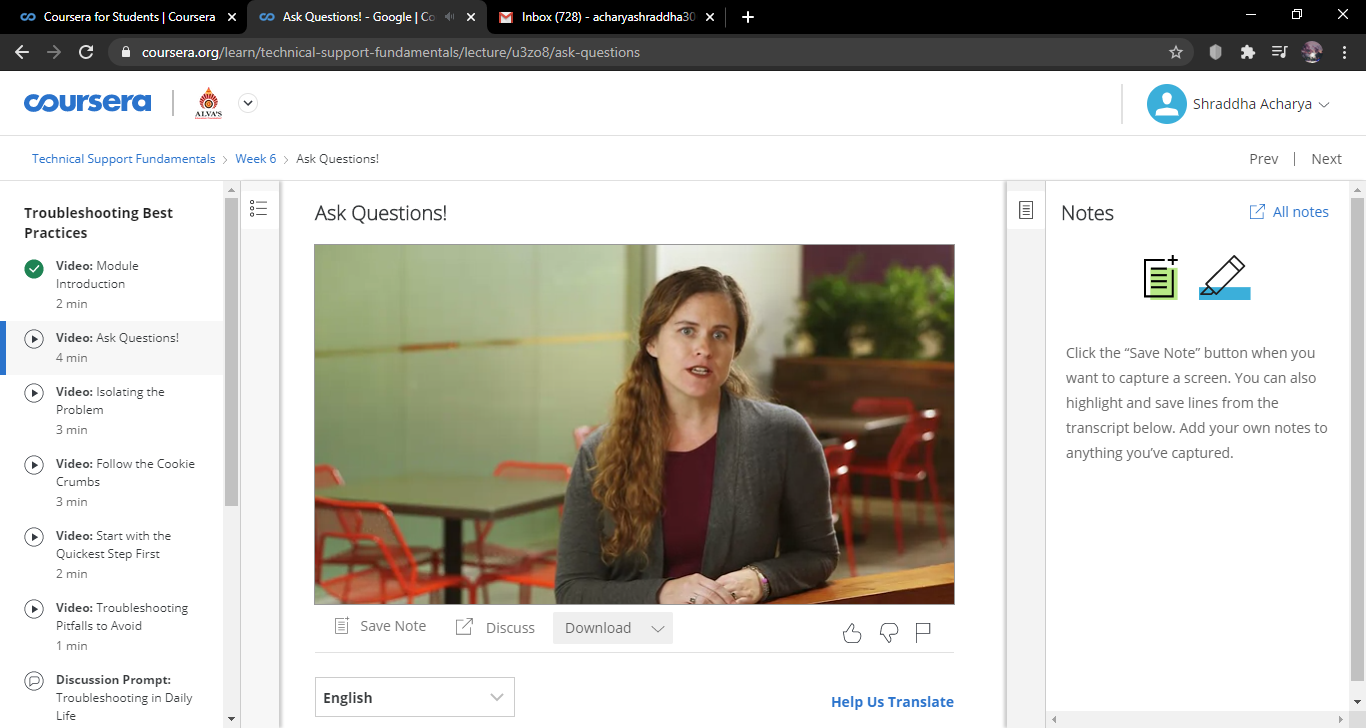 Coursera for Students | Coursera
Ask Questions! - Google | Co
Inbox (728) - acharyashraddha30
coursera.org/learn/technical-support-fundamentals/lecture/u3zo8/ask-questions
coursera
ALVA'S
Shraddha Acharya
Technical Support Fundamentals
Week 6
Ask Questions!
Prev | Next
Troubleshooting Best
Practices
Video: Module
Introduction
2 min
Video: Ask Questions!
4 min
Video: Isolating the
Problem
3 min
Video: Follow the Cookie
Crumbs
3 min
Video: Start with the
Quickest Step First
2 min
Video: Troubleshooting
Pitfalls to Avoid
1 min
Discussion Prompt:
Troubleshooting in Daily
Life
Ask Questions!
Save Note
Discuss
Download
English
Help Us Translate
Notes
All notes
Click the “Save Note” button when you
want to capture a screen. You can also
highlight and save lines from the
transcript below. Add your own notes to
anything you’ve captured.